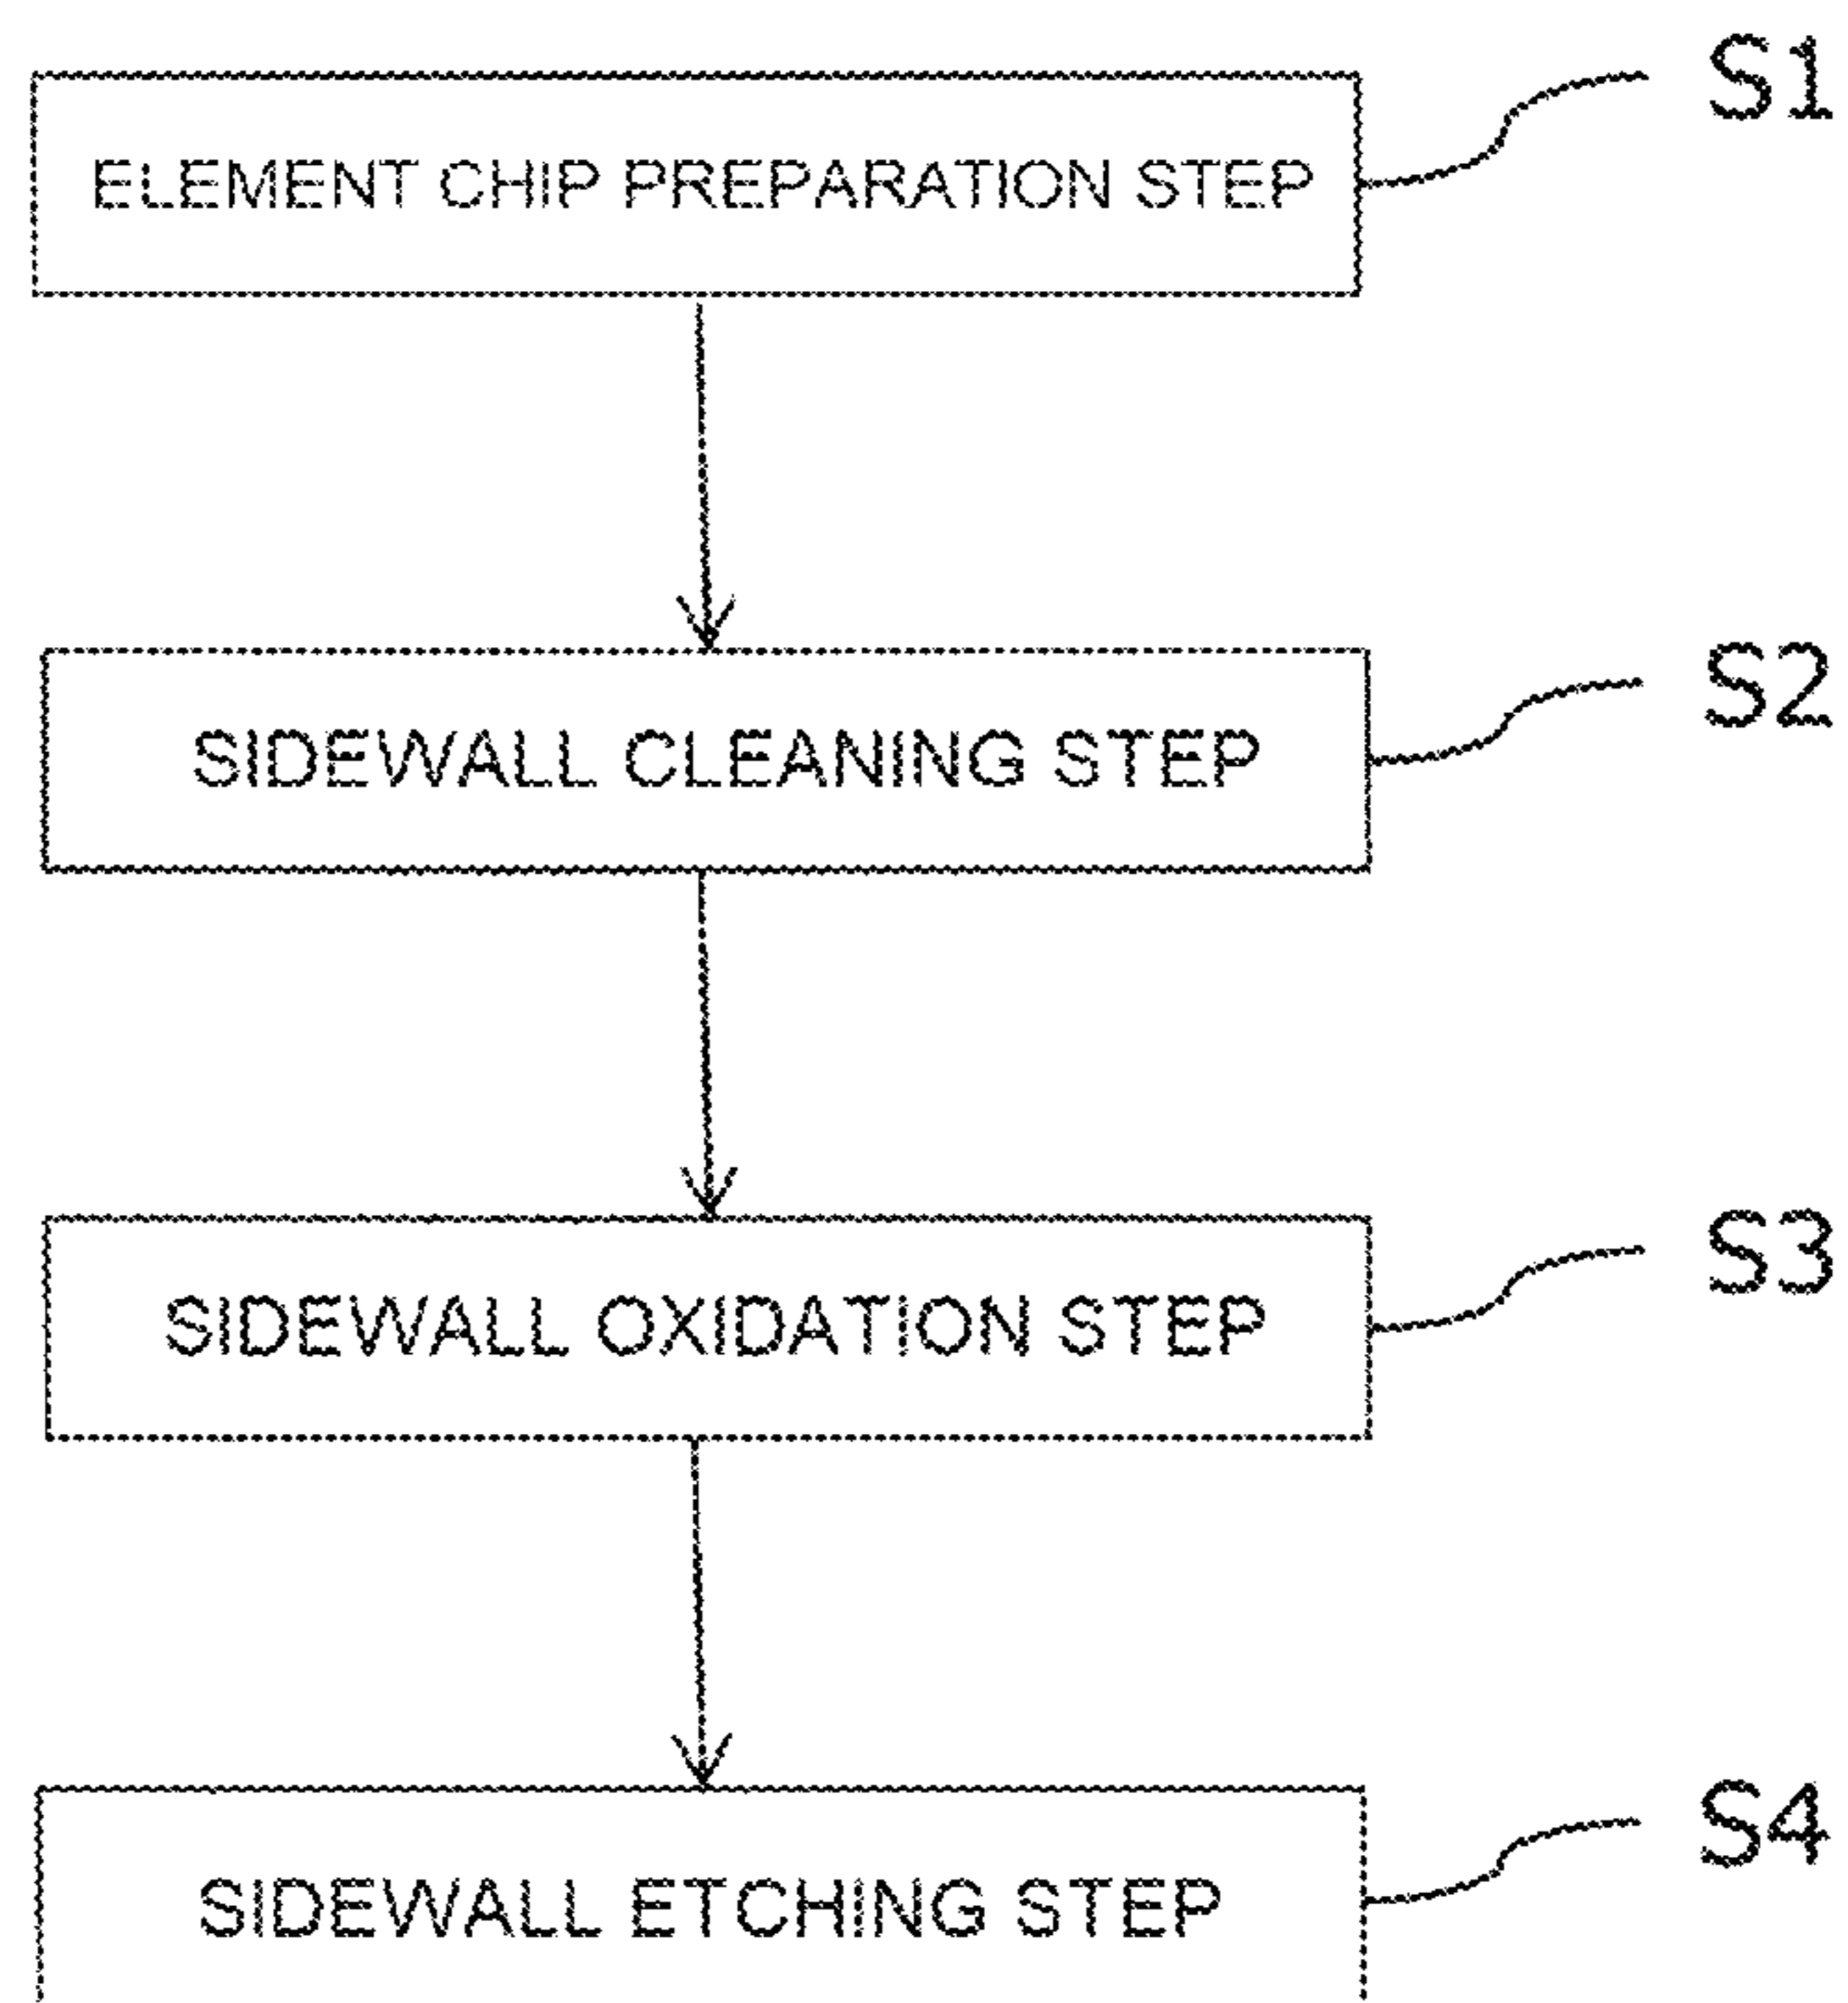 S1
ELEMENT CHIP PREPARATION STEP
S2
SIDEWALL CLEANING STEP
S3
SIDEWALL OXIDATION STEP
S4
SIDEWALL ETCHING STEP